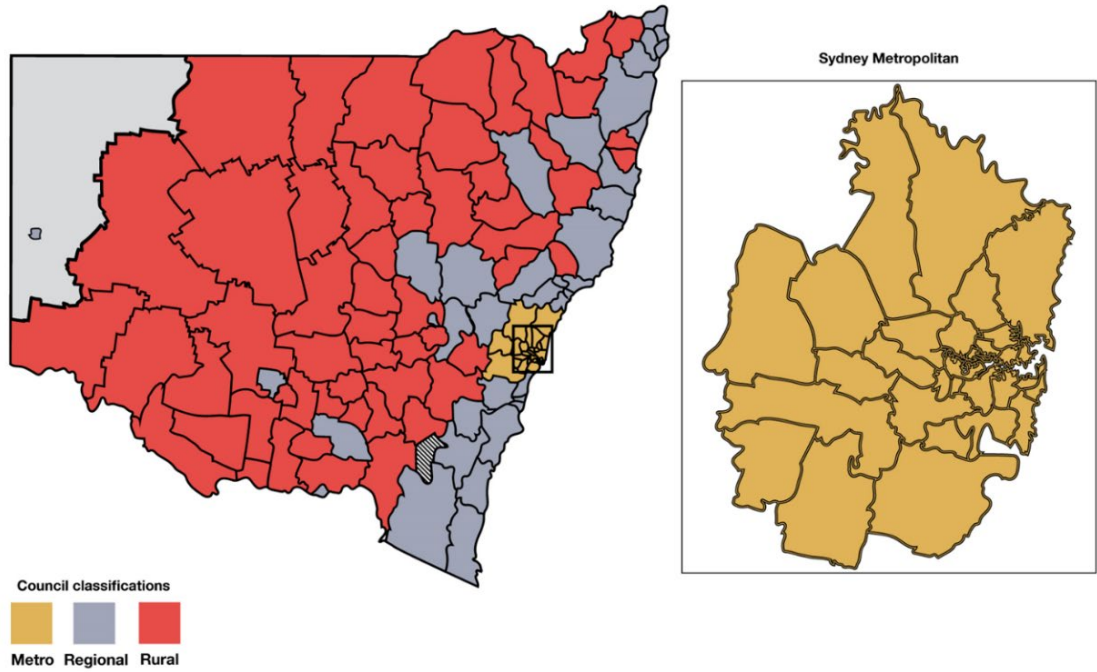 Sydney Metropolitan
Council classifications
Metro Regional Rural